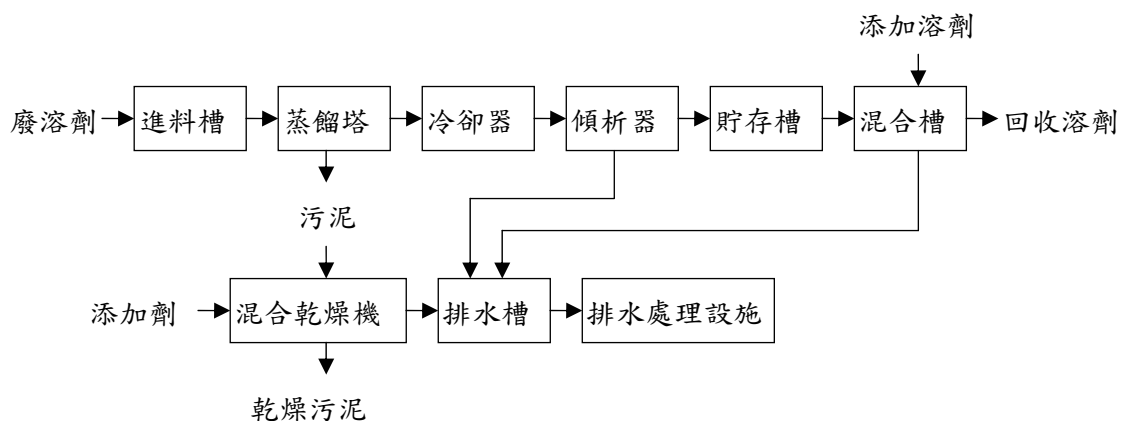 添加溶劑
廢溶劑 進料槽 蒸餾塔 冷卻器 傾析器 貯存槽 混合槽 回收溶劑
污泥
添加劑 混合乾燥機 排水槽 排水處理設施
乾燥污泥